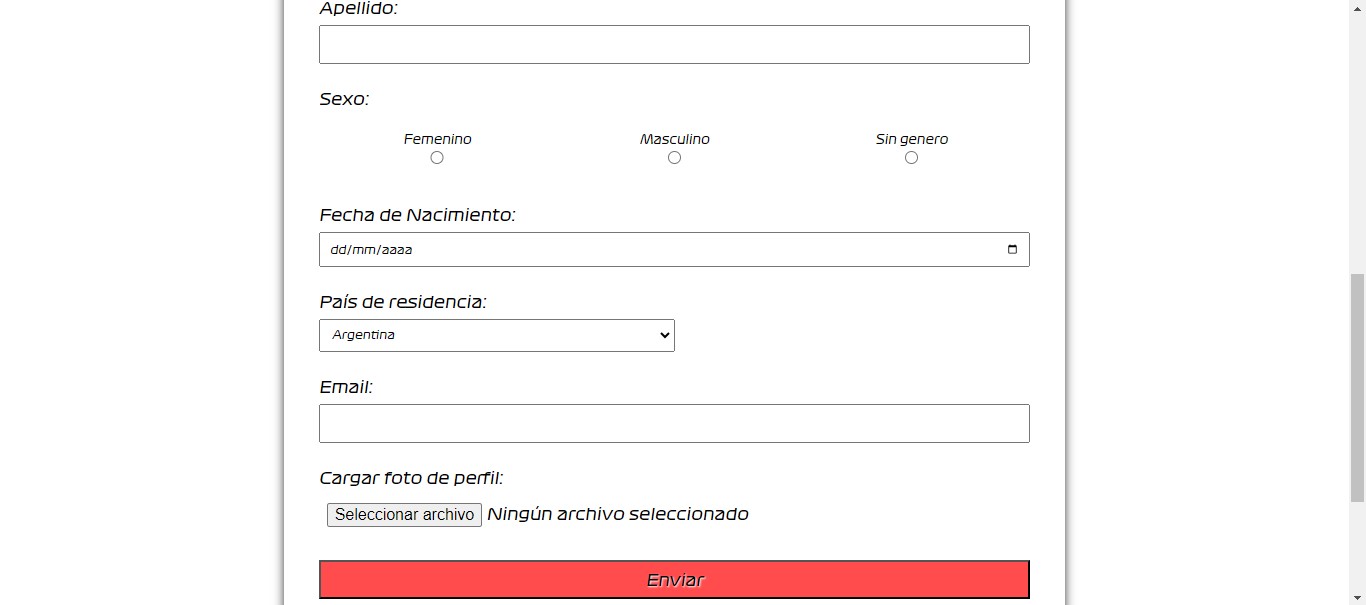 Apellido:
Sexo:
Femenino Masculino Sin genero
Fecha de Nacimiento:
dd/mm/aaaa
País de residencia:
Argentina
Email:
Cargar foto de perfil:
Seleccionar archivo Ningún archivo seleccionado
Enviar